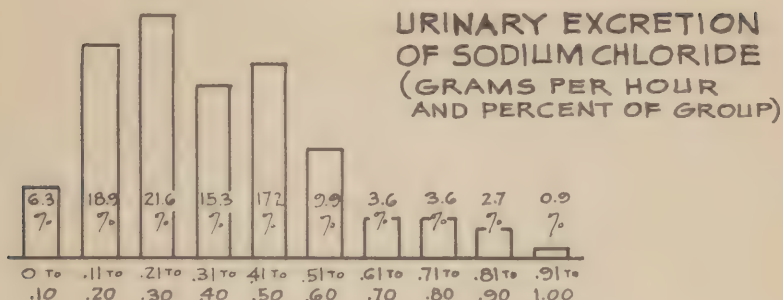 URINARY EXCRETION
OF SODIUM CHLORIDE
(GRAMS PER HOUR
AND PERCENT OF GROUP)
6.3 18.9 21.6 15.3 17.2 9.9 3.6 3.6 2.7 0.9
% % % % % % % % % %
0 TO .11 TO .21 TO .31 TO .41 TO .51 TO .61 TO .71 TO .81 TO .91 TO
.10 .20 .30 .40 .50 .60 .70 .80 .90 1.00